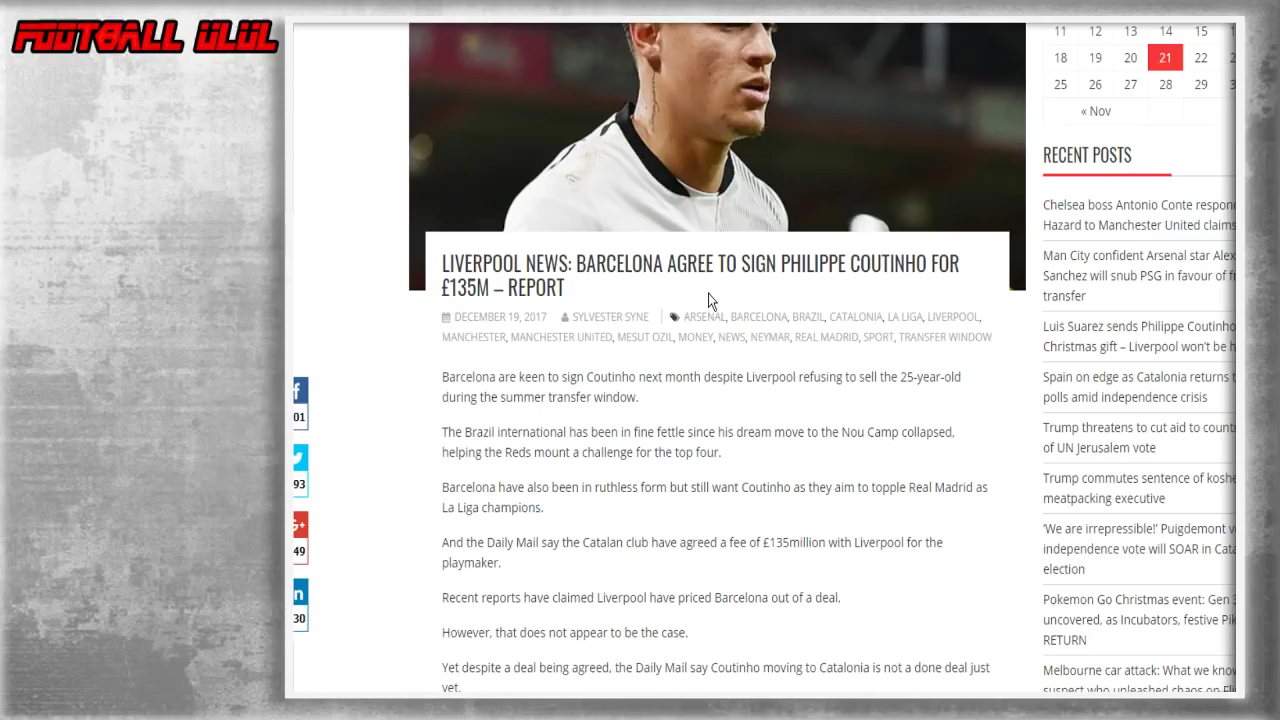 FOOTBALL ULUL
11 12 13 14 15
18 19 20 21 22 2
25 26 27 28 29
« Nov
RECENT POSTS
Chelsea boss Antonio Conte respon
Hazard to Manchester United claims
Man City confident Arsenal star Alex
Sanchez will snub PSG in favour of f
transfer
Luis Suarez sends Philippe Coutinho
Christmas gift – Liverpool won't be h
Spain on edge as Catalonia returns t
polls amid independence crisis
Trump threatens to cut aid to count
of UN Jerusalem vote
Trump commutes sentence of koshe
meatpacking executive
'We are irrepressible!' Puigdemont v
independence vote will SOAR in Cata
election
Pokemon Go Christmas event: Gen 3
uncovered, as Incubators, festive Pik
RETURN
Melbourne car attack: What we know
suspect who unleashed chaos on Fli
LIVERPOOL NEWS: BARCELONA AGREE TO SIGN PHILIPPE COUTINHO FOR
£135M – REPORT
DECEMBER 19, 2017 SYLVESTER SYNE ARSENAL, BARCELONA, BRAZIL, CATALONIA, LA LIGA, LIVERPOOL,
MANCHESTER, MANCHESTER UNITED, MESUT OZIL, MONEY, NEWS, NEYMAR, REAL MADRID, SPORT, TRANSFER WINDOW
Barcelona are keen to sign Coutinho next month despite Liverpool refusing to sell the 25-year-old
during the summer transfer window.
The Brazil international has been in fine fettle since his dream move to the Nou Camp collapsed,
helping the Reds mount a challenge for the top four.
Barcelona have also been in ruthless form but still want Coutinho as they aim to topple Real Madrid as
La Liga champions.
And the Daily Mail say the Catalan club have agreed a fee of £135million with Liverpool for the
playmaker.
Recent reports have claimed Liverpool have priced Barcelona out of a deal.
However, that does not appear to be the case.
Yet despite a deal being agreed, the Daily Mail say Coutinho moving to Catalonia is not a done deal just
yet.
01
93
G+
49
in
30